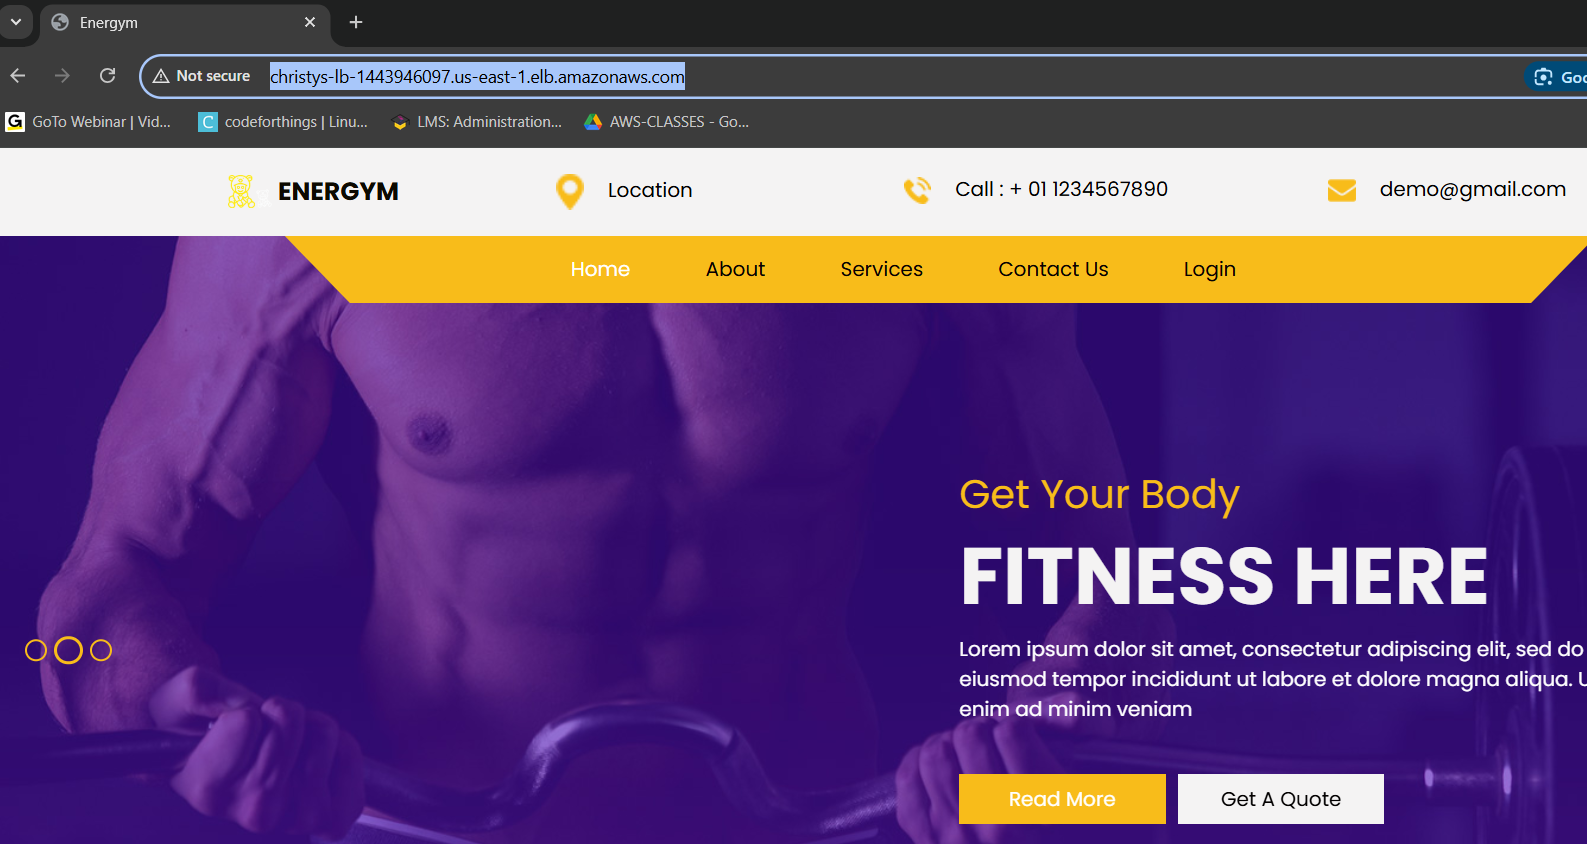 Energym
Not secure
christys-lb-1443946097.us-east-1.elb.amazonaws.com
GoTo Webinar | Vid...
codeforthings | Linu...
LMS: Administration...
AWS-CLASSES - Go...
ENERGYM
Location
Call : + 01 1234567890
demo@gmail.com
Home
About
Services
Contact Us
Login
Get Your Body
FITNESS HERE
Lorem ipsum dolor sit amet, consectetur adipiscing elit, sed do
eiusmod tempor incididunt ut labore et dolore magna aliqua. U
enim ad minim veniam
Read More
Get A Quote